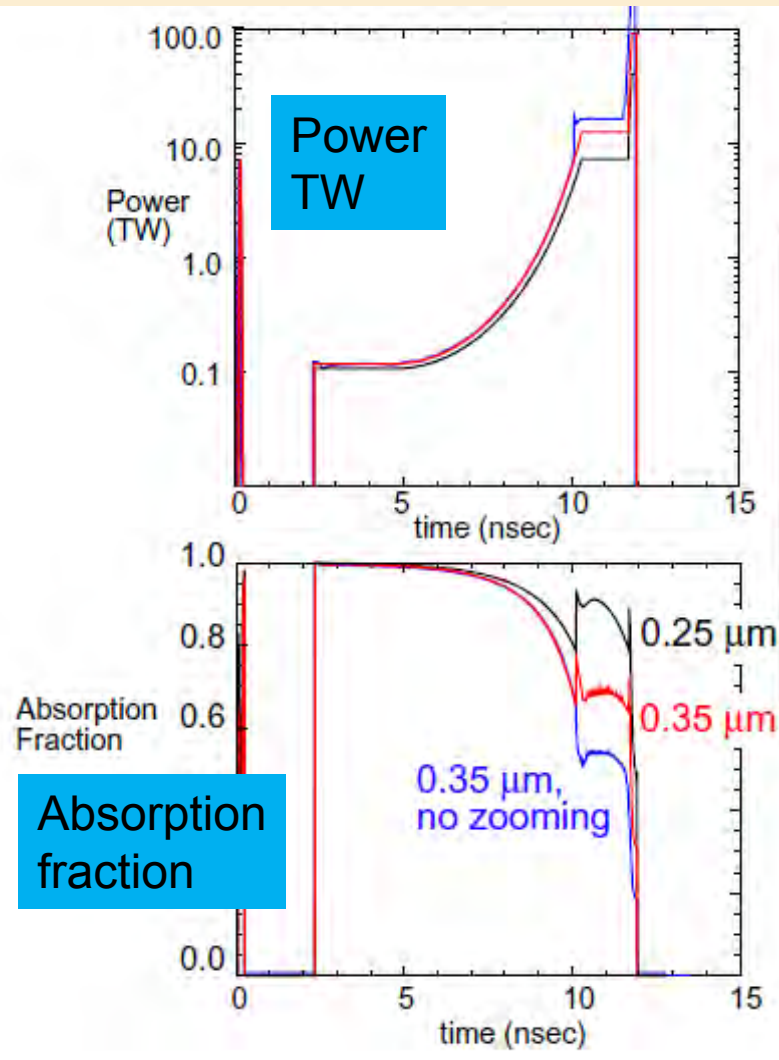 100.0
10.0
1.0
0.1
Power
(TW)
Power
TW
0
5
10
15
time (nsec)
1.0
0.8
0.6
0.0
Absorption
Fraction
Absorption
fraction
0.25 μm
0.35 μm
0.35 μm,
no zooming
0
5
10
15
time (nsec)